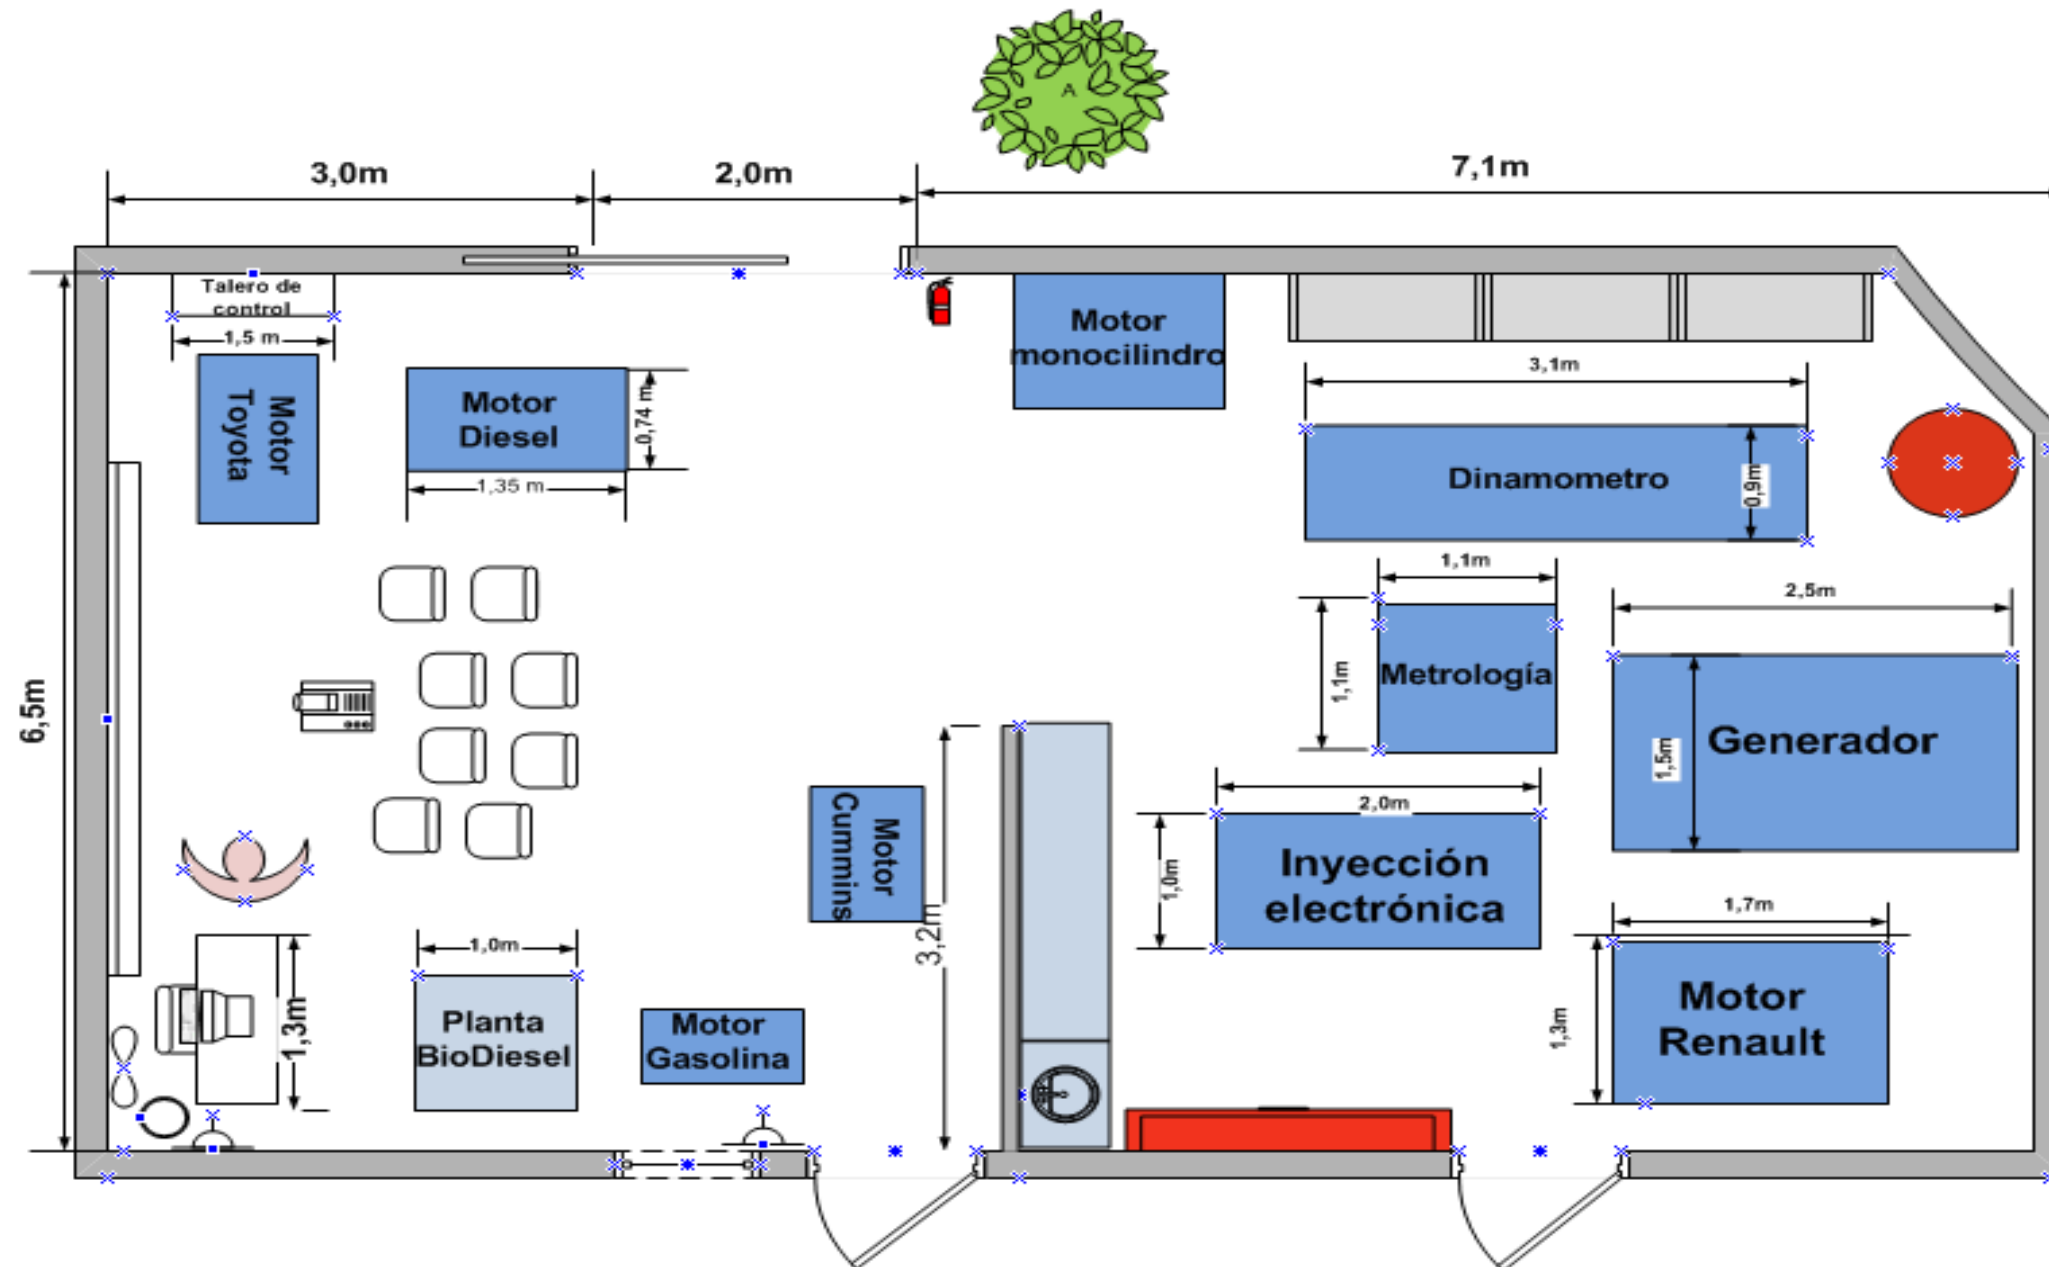 A
3,0m
2,0m
7,1m
Talero de
control
1,5 m
Motor
Toyota
Motor
Diesel
0,74 m
1,35 m
Motor
monocilindro
3,1m
Dinamometro
0,9m
1,1m
1,1m
Metrología
2,5m
1,5m
Generador
6,5m
Motor
Cummins
3,2m
2,0m
1,0m
Inyección
electrónica
1,7m
1,3m
Motor
Renault
1,3m
1,0m
Planta
BioDiesel
Motor
Gasolina